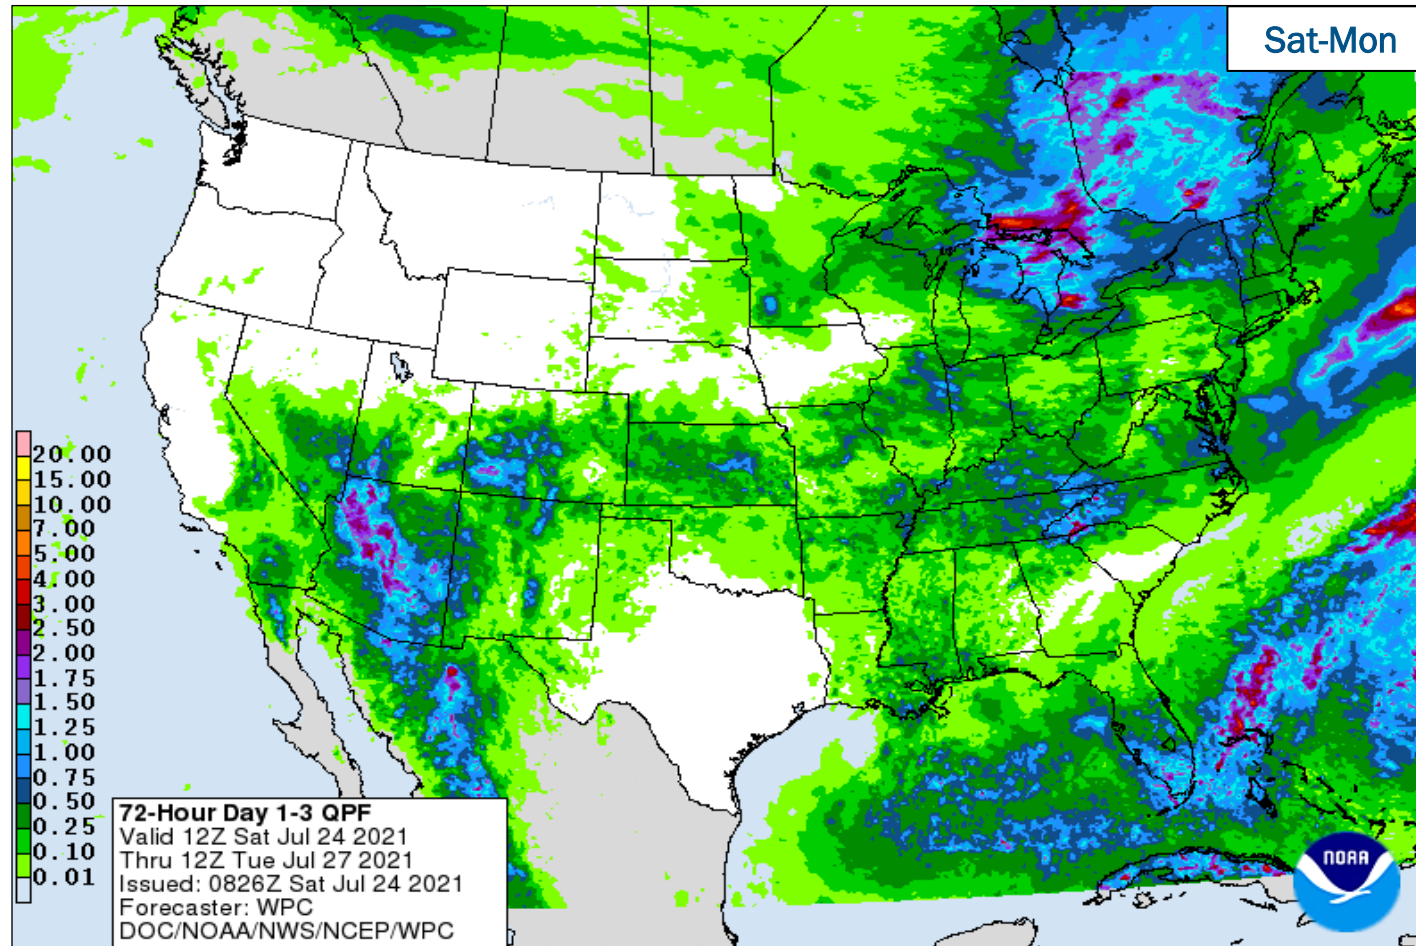 Sat-Mon
20.00
15.00
10.00
7.00
5.00
4.00
3.00
2.50
2.00
1.75
1.50
1.25
1.00
0.75
0.50
0.25
0.10
0.01
72-Hour Day 1-3 QPF
Valid 12Z Sat Jul 24 2021
Thru 12Z Tue Jul 27 2021
Issued: 0826Z Sat Jul 24 2021
Forecaster: WPC
DOC/NOAA/NWS/NCEP/WPC
NOAA